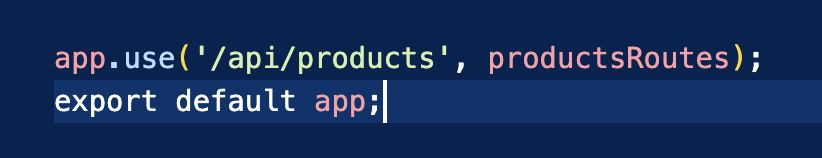 app.use('/api/products', productsRoutes);
export default app;